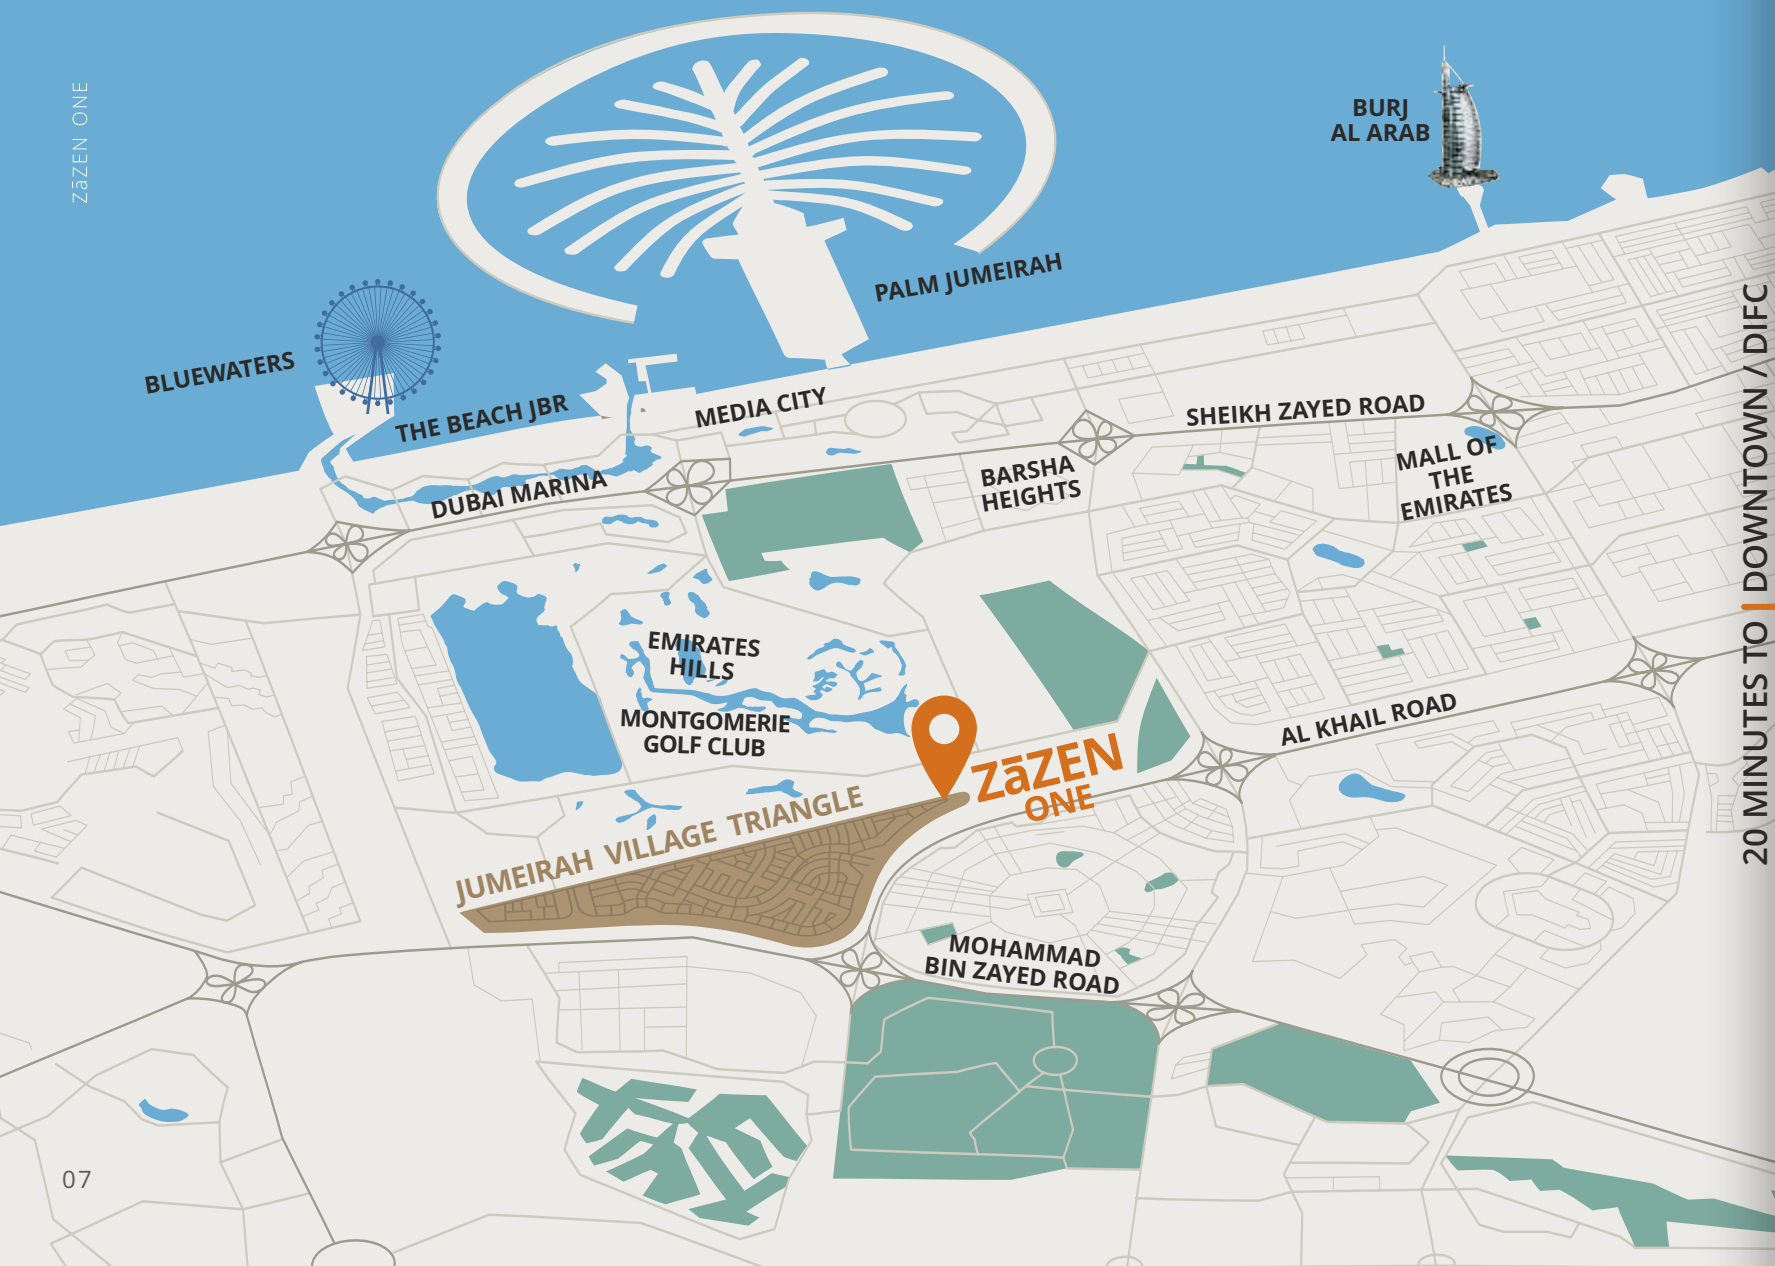 ZāZEN ONE
BURJ
AL ARAB
PALM JUMEIRAH
BLUEWATERS
THE BEACH JBR
MEDIA CITY
SHEIKH ZAYED ROAD
DUBAI MARINA
BARSHA
HEIGHTS
MALL OF
THE
EMIRATES
EMIRATES
HILLS
MONTGOMERIE
GOLF CLUB
AL KHAIL ROAD
ZāZEN
ONE
JUMEIRAH VILLAGE TRIANGLE
MOHAMMAD
BIN ZAYED ROAD
20 MINUTES TO | DOWNTOWN / DIFC
07